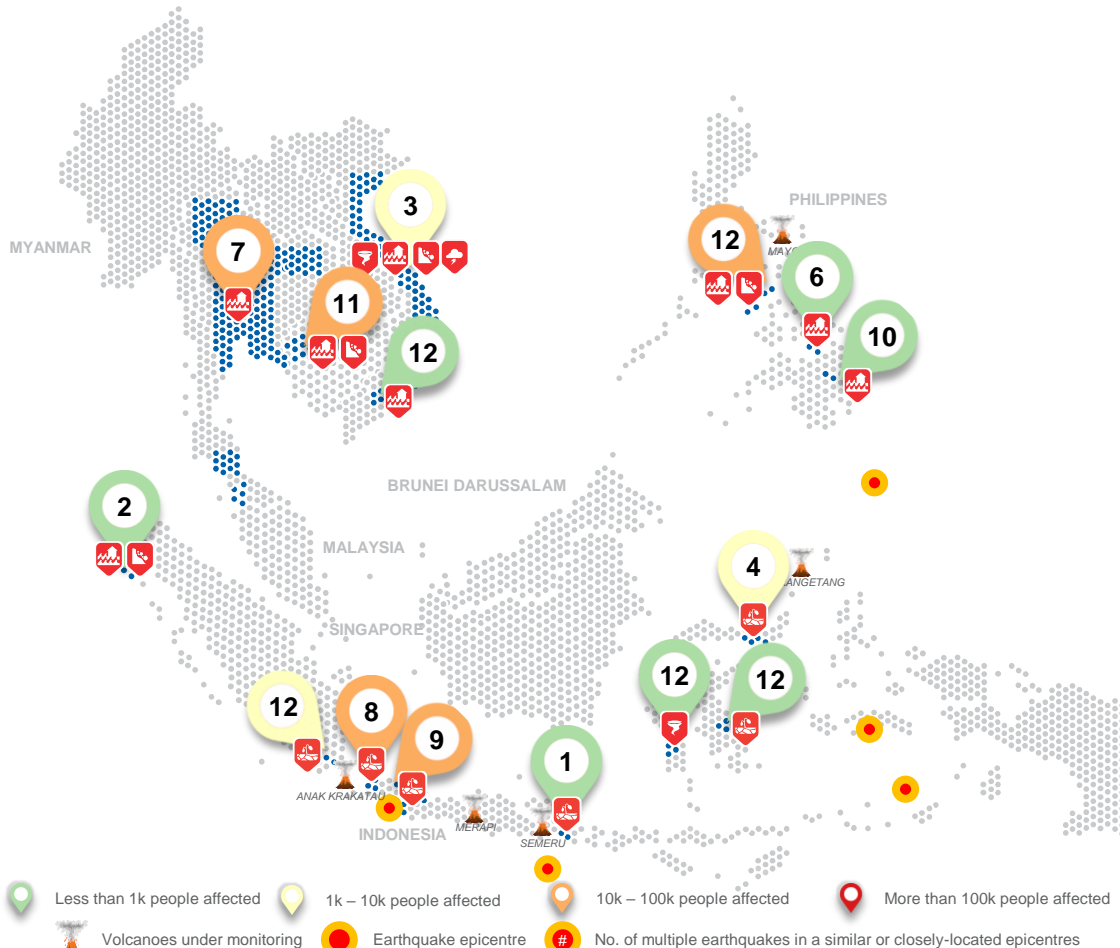 3
PHILIPPINES
MYANMAR
7
12
6
11
10
12
BRUNEI DARUSSALAM
2
MALAYSIA
4
SINGAPORE
12
12
12
8
9
1
ANAK KRAKATAU
INDONESIA
MERAPI
SEMERU
Less than 1k people affected
1k – 10k people affected
10k – 100k people affected
More than 100k people affected
Volcanoes under monitoring
Earthquake epicentre
#
No. of multiple earthquakes in a similar or closely-located epicentres